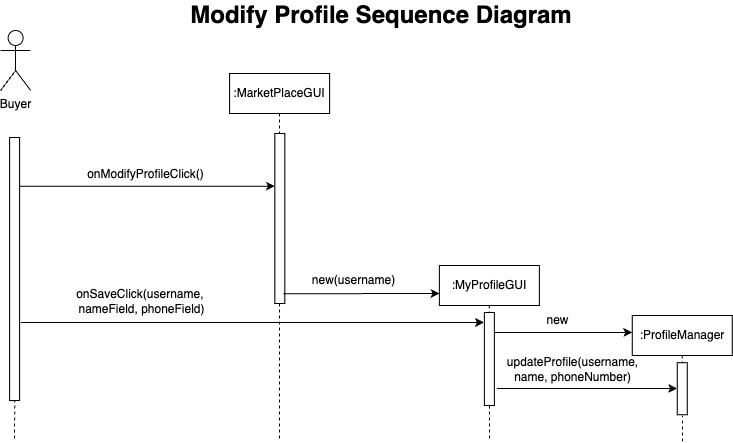 Modify Profile Sequence Diagram
Buyer
:MarketPlaceGUI
onModifyProfileClick()
new(username)
:MyProfileGUI
onSaveClick(username,
nameField, phoneField)
new
:ProfileManager
updateProfile(username,
name, phoneNumber)